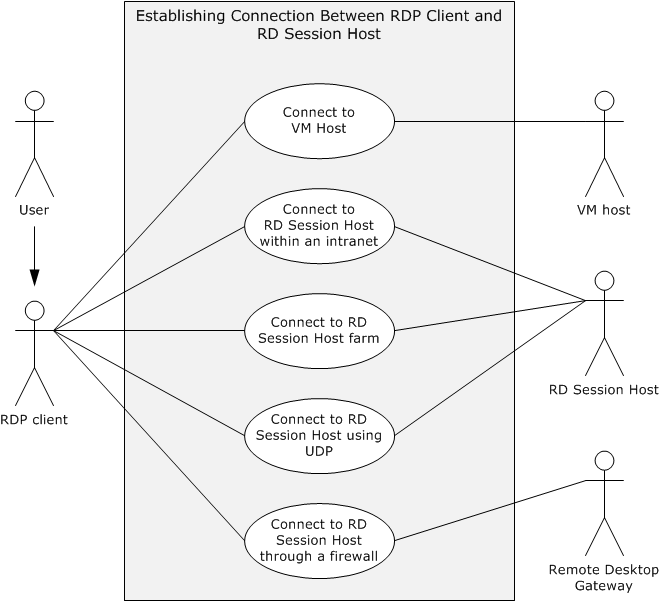 Establishing Connection Between RDP Client and
RD Session Host
Connect to
VM Host
User
VM host
Connect to
RD Session Host
within an intranet
Connect to RD
Session Host farm
RDP client
RD Session Host
Connect to RD
Session Host using
UDP
Connect to RD
Session Host
through a firewall
Remote Desktop
Gateway